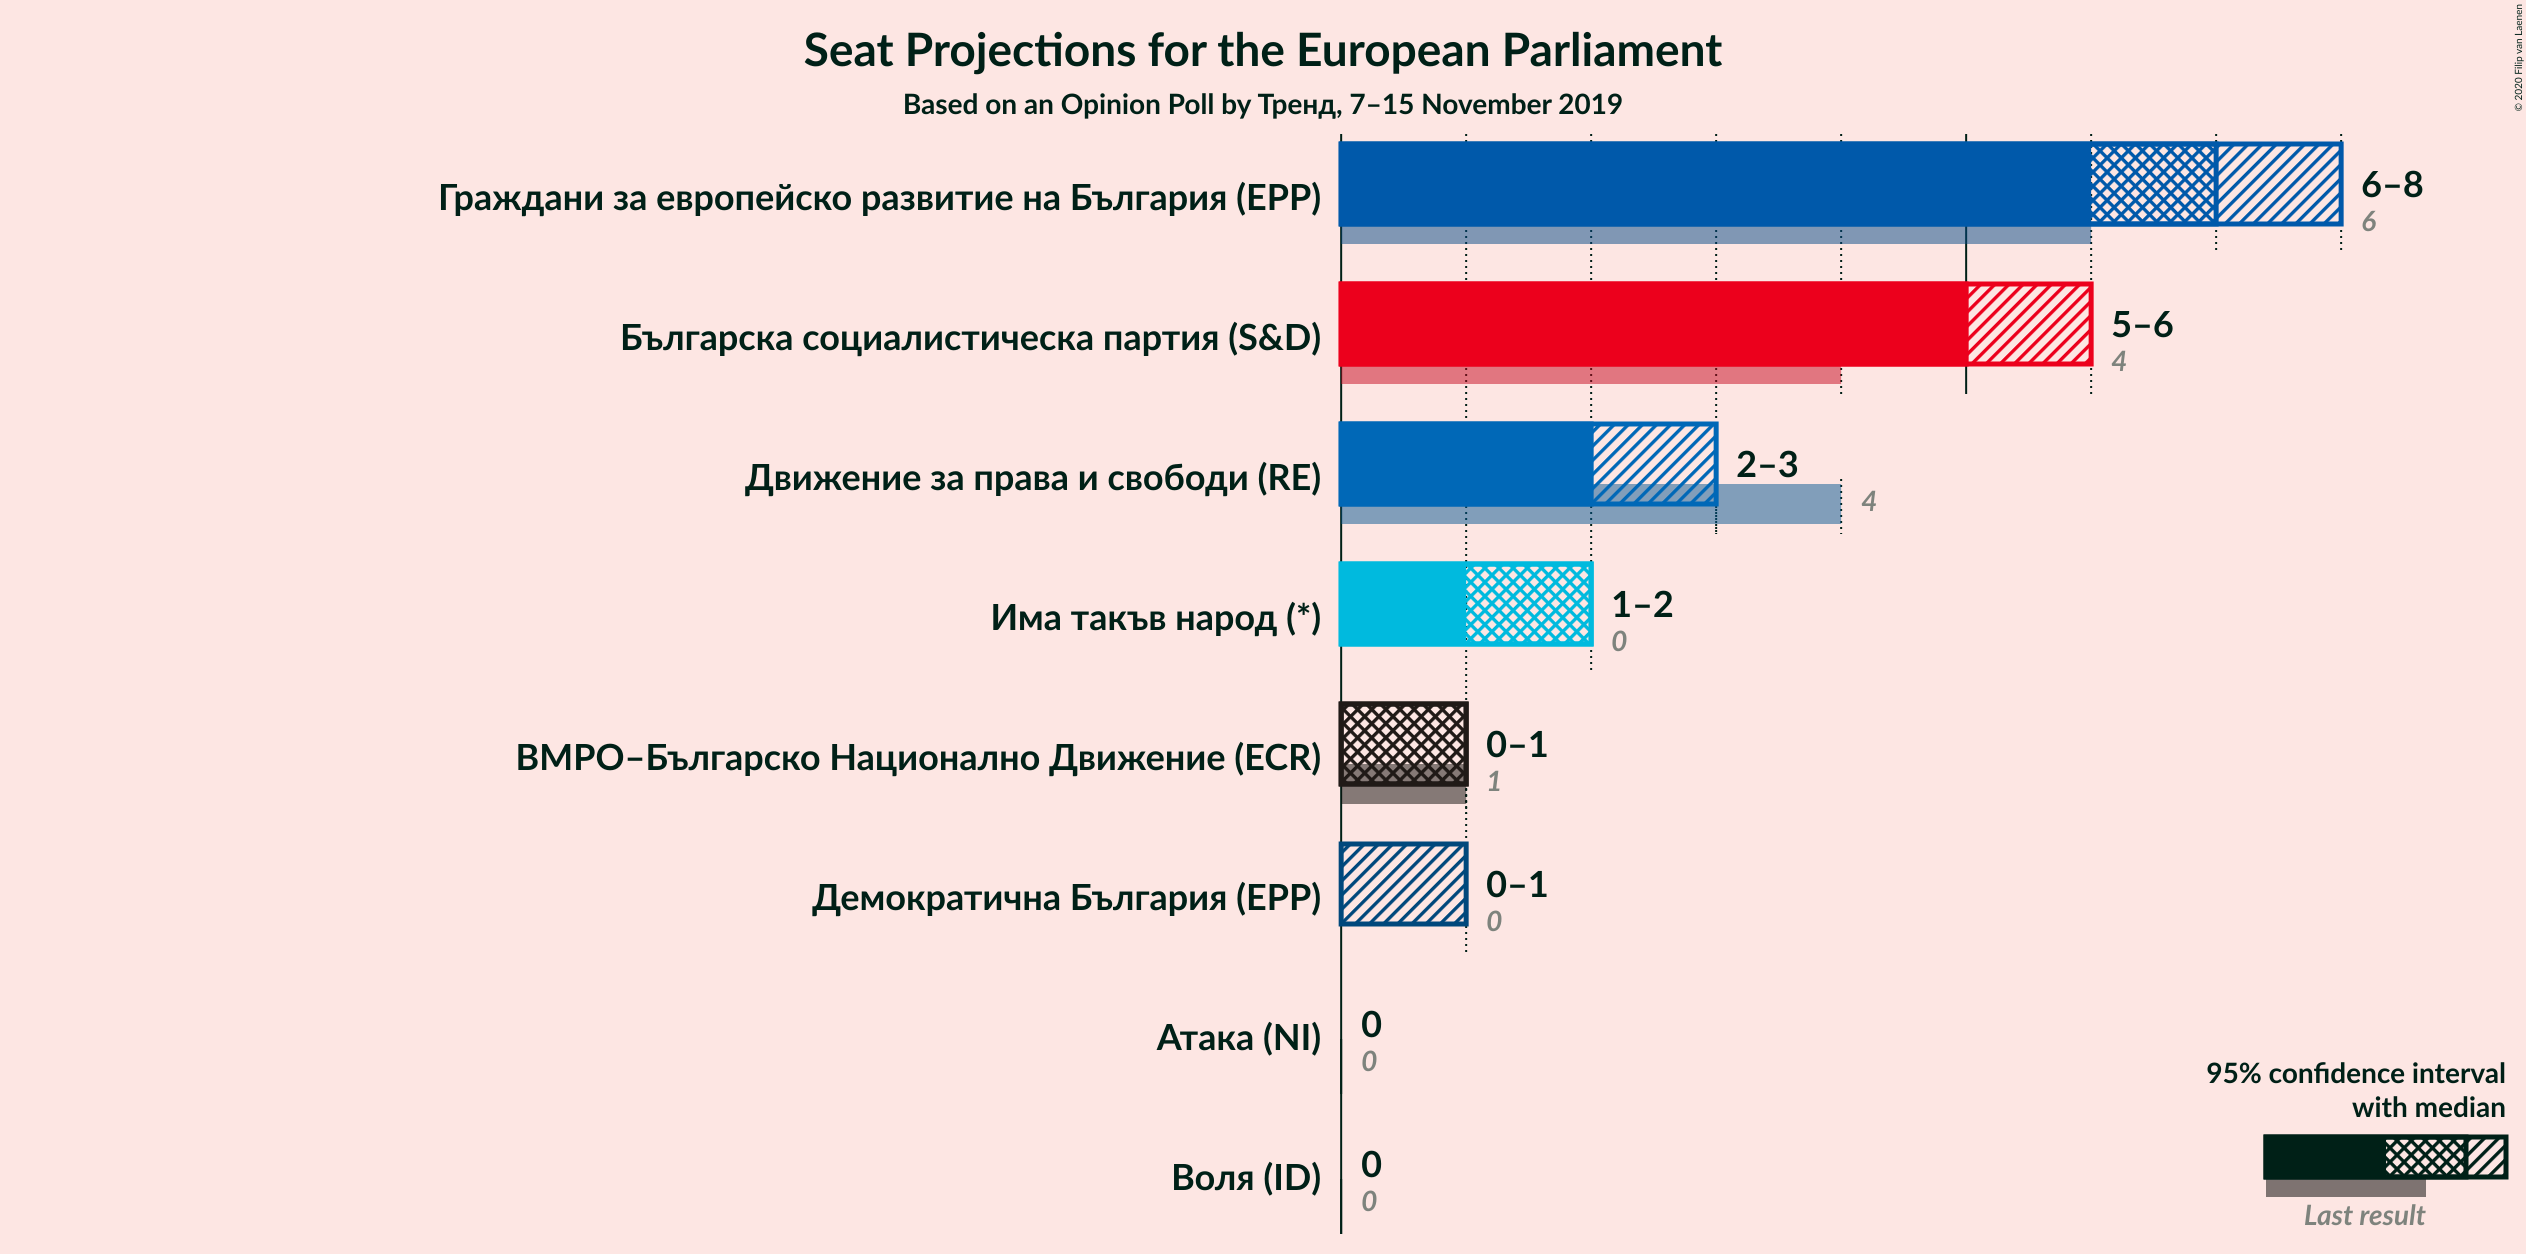 Seat Projections for the European Parliament
Based on an Opinion Poll by Тренд, 7–15 November 2019
© 2020 Filip van Laenen
Граждани за европейско развитие на България (EPP)
6–8
6
Българска социалистическа партия (S&D)
5–6
4
Движение за права и свободи (RE)
2–3
4
Има такъв народ (*)
1–2
0
ВМРО–Българско Национално Движение (ECR)
0–1
1
Демократична България (EPP)
0–1
0
Атака (NI)
0
0
Воля (ID)
0
0
95% confidence interval
with median
Last result